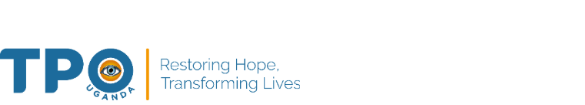 TPO
UGANDA
Restoring Hope,
Transforming Lives